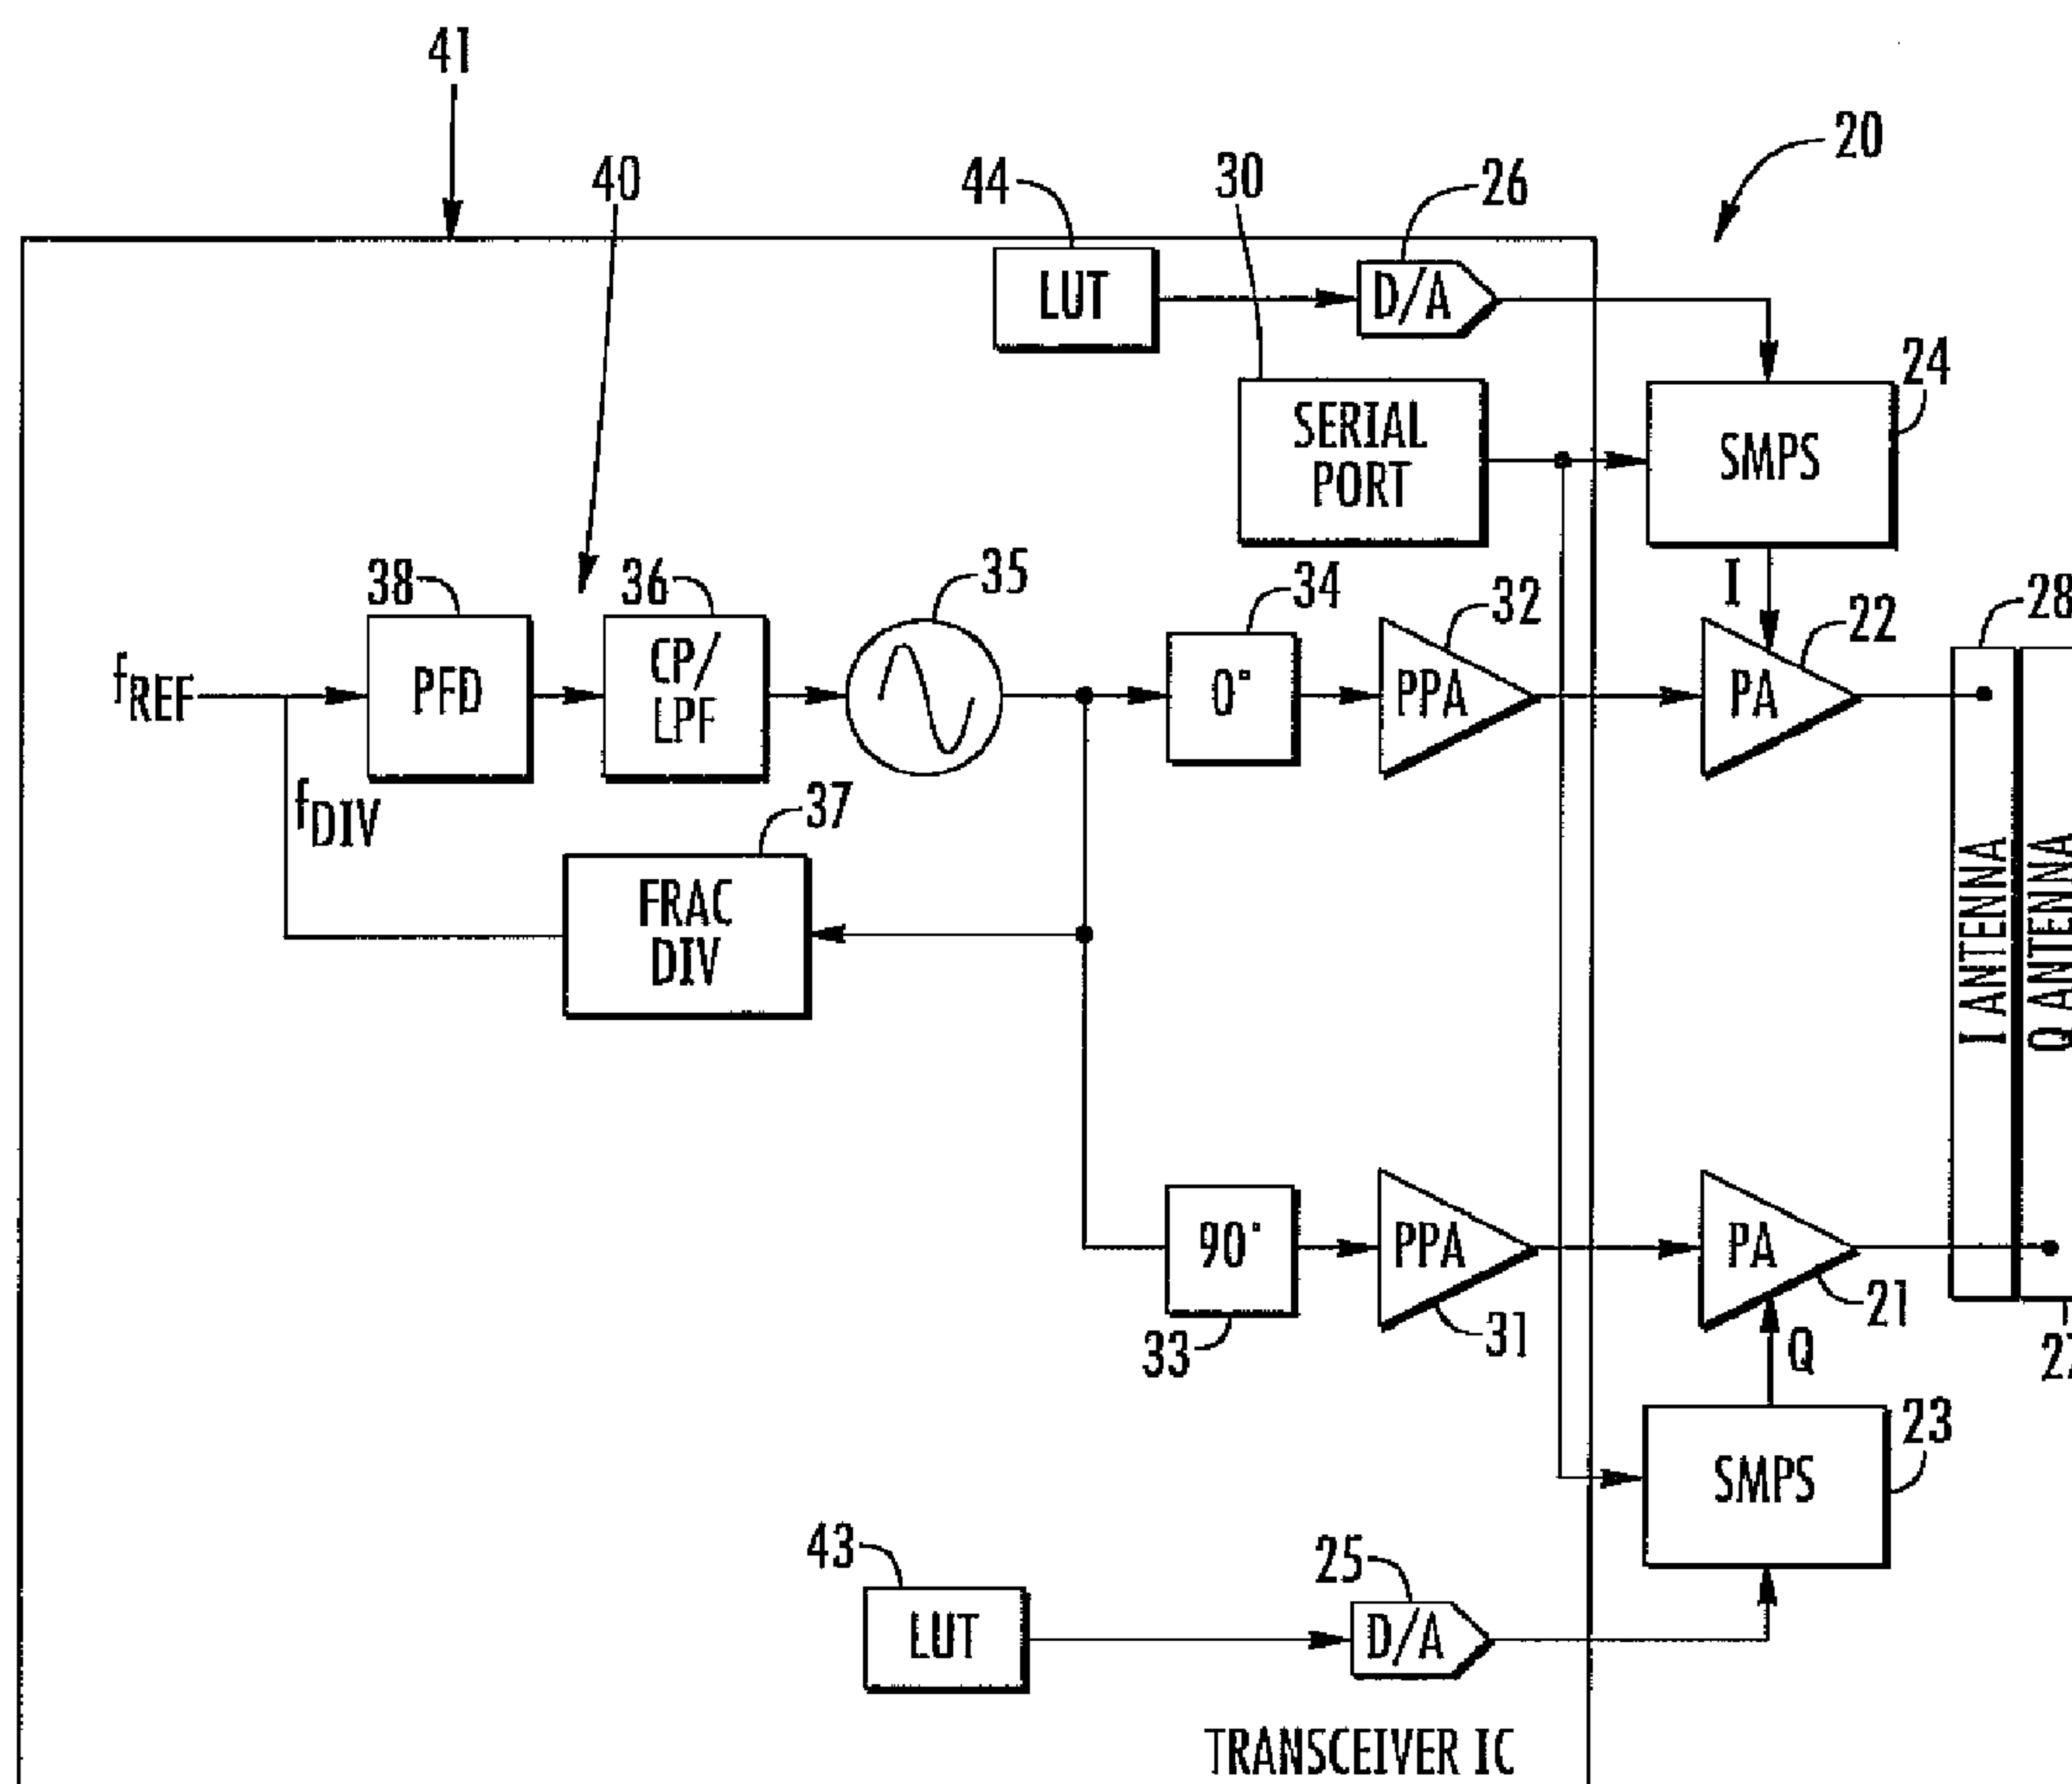 41
20
40
44
30
26
LUT
D/A
24
SERIAL
PORT
SMPS
38
36
35
34
32
I
22
28
fREF
PFD
CP/
LPF
0°
PPA
PA
fDIV
37
FRAC
DIV
I ANTENNA
Q ANTENNA
90°
PPA
PA
33
31
21
Q
23
SMPS
43
25
LUT
D/A
TRANSCEIVER IC